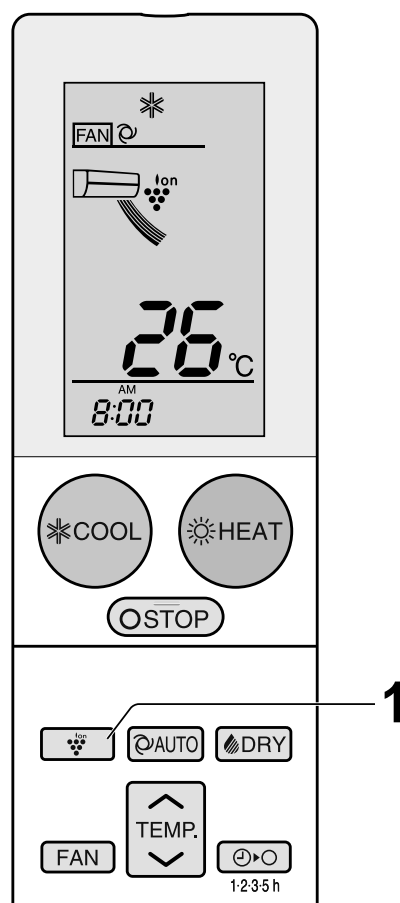 FAN
ion
26 °C
AM
8:00
COOL
HEAT
STOP
1
ion
AUTO
DRY
TEMP.
FAN
1·2·3·5 h